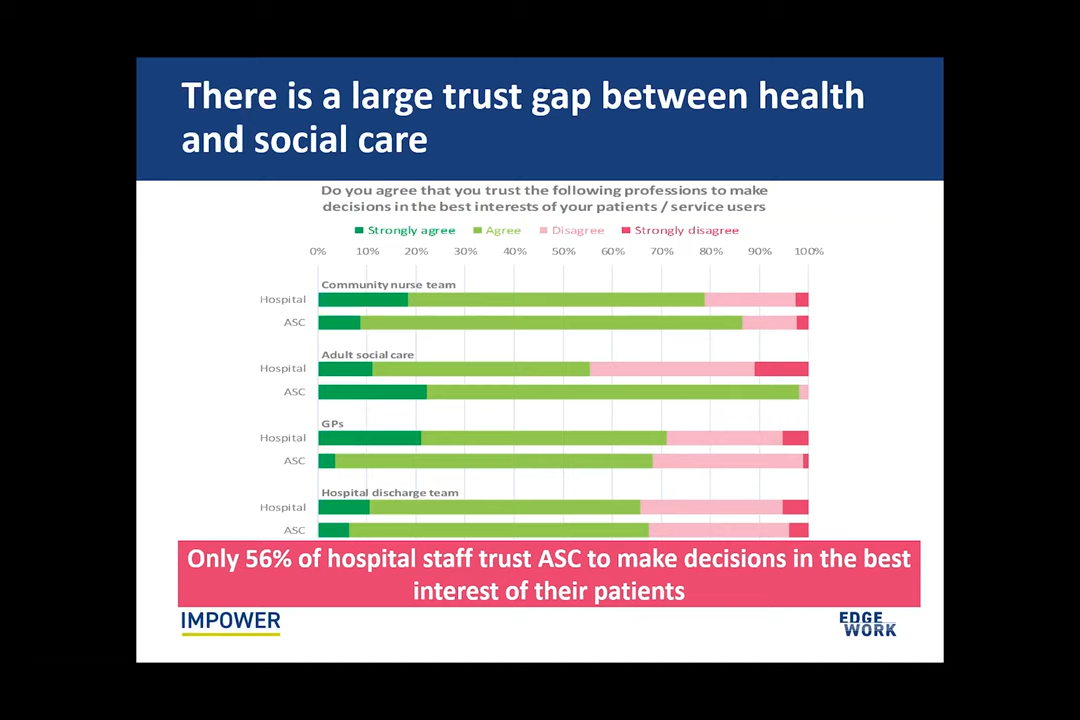 There is a large trust gap between health
and social care
Do you agree that you trust the following professions to make
decisions in the best interests of your patients / service users
Strongly agree Agree Disagree Strongly disagree
0% 10% 20% 30% 40% 50% 60% 70% 80% 90% 100%
Community nurse team
Hospital
ASC
Adult social care
Hospital
ASC
GPs
Hospital
ASC
Hospital discharge team
Hospital
ASC
Only 56% of hospital staff trust ASC to make decisions in the best
interest of their patients
IMPOWER
EDGE
WORK